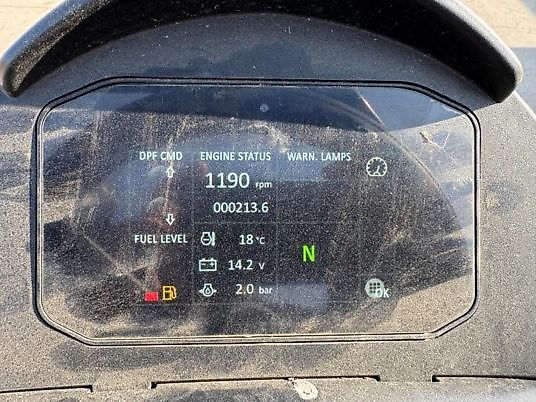 DPF CMD ENGINE STATUS WARN. LAMPS
1190 rpm
000213.6
FUEL LEVEL 18 °C
N
14.2 V
2.0 bar
OK